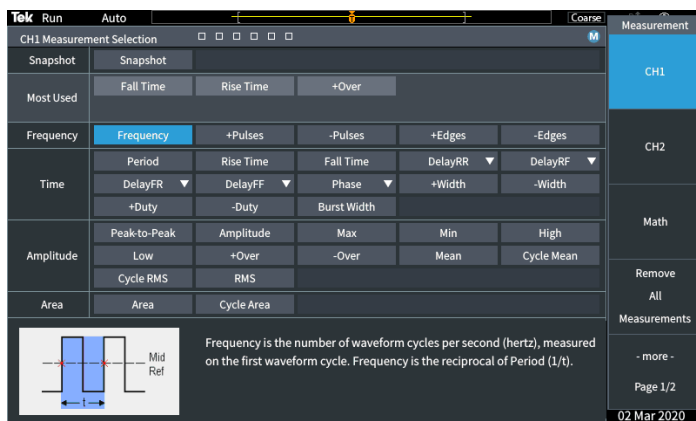 Tek Run Auto Coarse
CH1 Measurement Selection M Measurement
Snapshot Snapshot
CH1
Most Used Fall Time Rise Time +Over
Frequency Frequency +Pulses -Pulses +Edges -Edges
CH2
Time Period Rise Time Fall Time DelayRR DelayRF
DelayFR DelayFF Phase +Width -Width
+Duty -Duty Burst Width
Math
Amplitude Peak-to-Peak Amplitude Max Min High
Low +Over -Over Mean Cycle Mean
Cycle RMS RMS
Remove
All
Measurements
Area Area Cycle Area
Frequency is the number of waveform cycles per second (hertz), measured
on the first waveform cycle. Frequency is the reciprocal of Period (1/t).
Mid
Ref
t
- more -
Page 1/2
02 Mar 2020